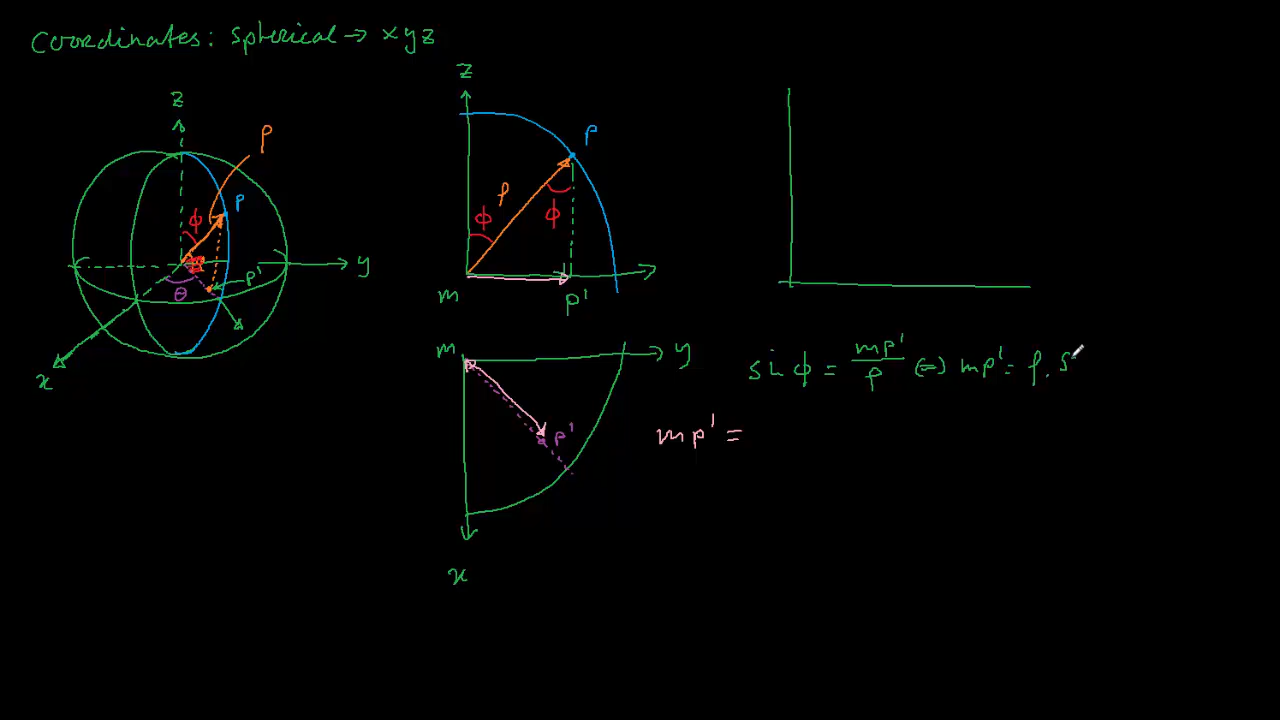 Coordinates: Spherical → xyz
z
ρ
P
φ
y
P'
θ
x
z
P
ρ
φ
φ
m
P'
m
y
P'
x
sin φ = mp'/ρ ⇔ mp' = ρ . s
mp' =